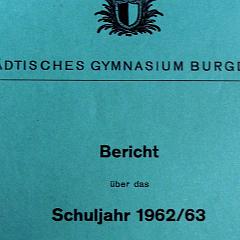 ÄDTISCHES GYMNASIUM BURGD
Bericht
über das
Schuljahr 1962/63